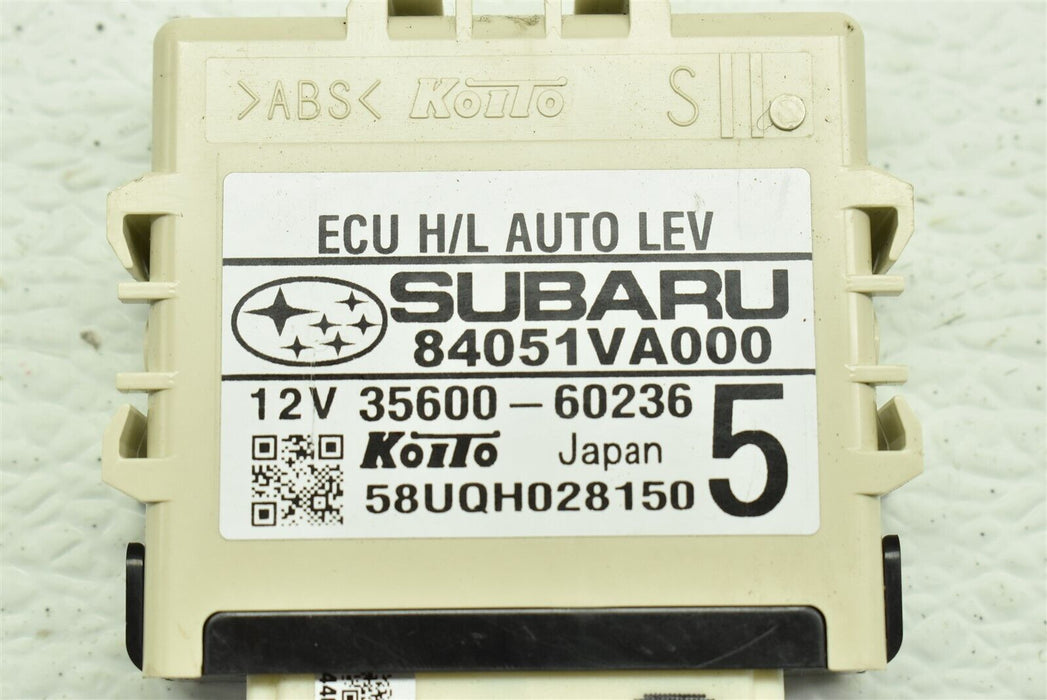 >ABS< KOITO S
ECU H/L AUTO LEV
SUBARU
84051VA000
12V 35600-60236 5
KOITO Japan
58UQH028150